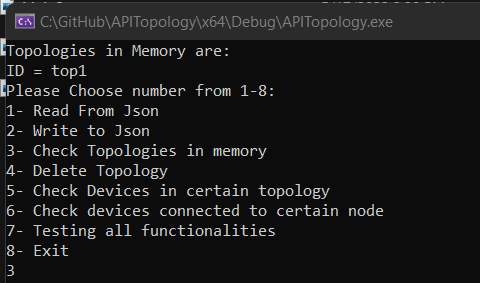 C:\GitHub\APITopology\x64\Debug\APITopology.exe
Topologies in Memory are:
ID = top1
Please Choose number from 1-8:
1- Read From Json
2- Write to Json
3- Check Topologies in memory
4- Delete Topology
5- Check Devices in certain topology
6- Check devices connected to certain node
7- Testing all functionalities
8- Exit
3